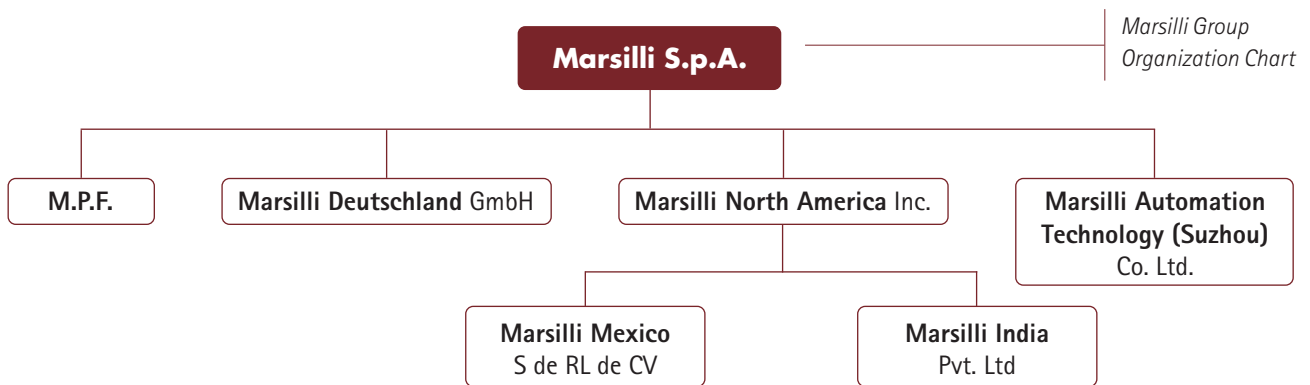 Marsilli S.p.A.
Marsilli Group
Organization Chart
M.P.F.
Marsilli Deutschland GmbH
Marsilli North America Inc.
Marsilli Automation
Technology (Suzhou)
Co. Ltd.
Marsilli Mexico
S de RL de CV
Marsilli India
Pvt. Ltd